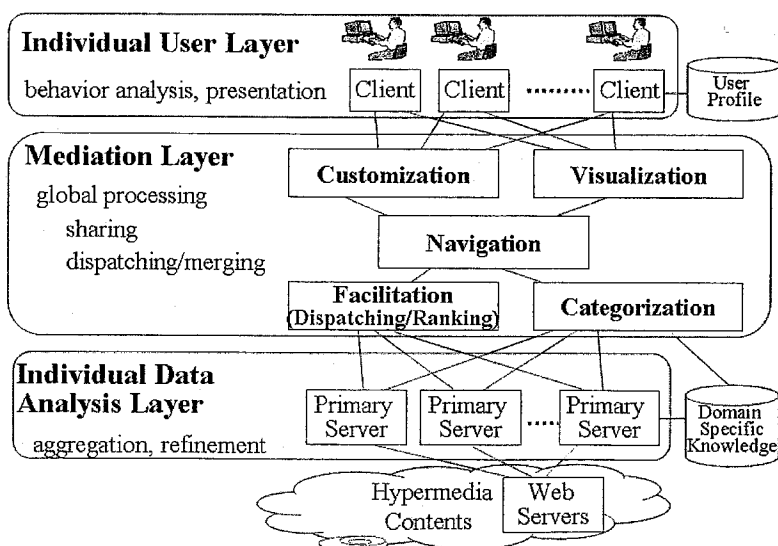 Individual User Layer
behavior analysis, presentation
Client
Client
Client
User
Profile
Mediation Layer
global processing
sharing
dispatching/merging
Customization
Visualization
Navigation
Facilitation
(Dispatching/Ranking)
Categorization
Individual Data
Analysis Layer
aggregation, refinement
Primary
Server
Primary
Server
Primary
Server
Domain
Specific
Knowledge
Hypermedia
Contents
Web
Servers